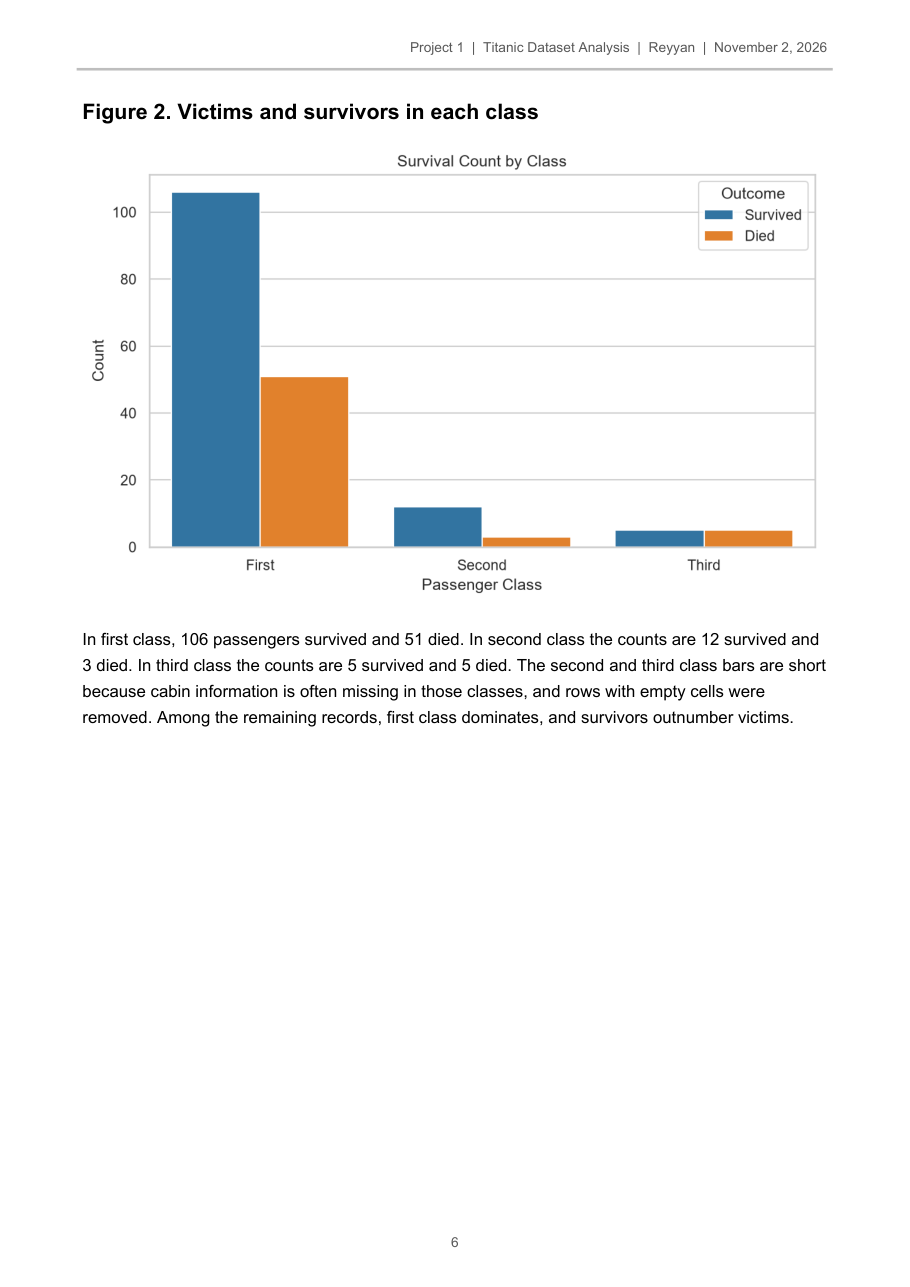 Project 1 | Titanic Dataset Analysis | Reyyan | November 2, 2026
Figure 2. Victims and survivors in each class
Survival Count by Class
Outcome
Survived
Died
100
80
60
40
20
0
Count
First Second Third
Passenger Class
In first class, 106 passengers survived and 51 died. In second class the counts are 12 survived and
3 died. In third class the counts are 5 survived and 5 died. The second and third class bars are short
because cabin information is often missing in those classes, and rows with empty cells were
removed. Among the remaining records, first class dominates, and survivors outnumber victims.
6